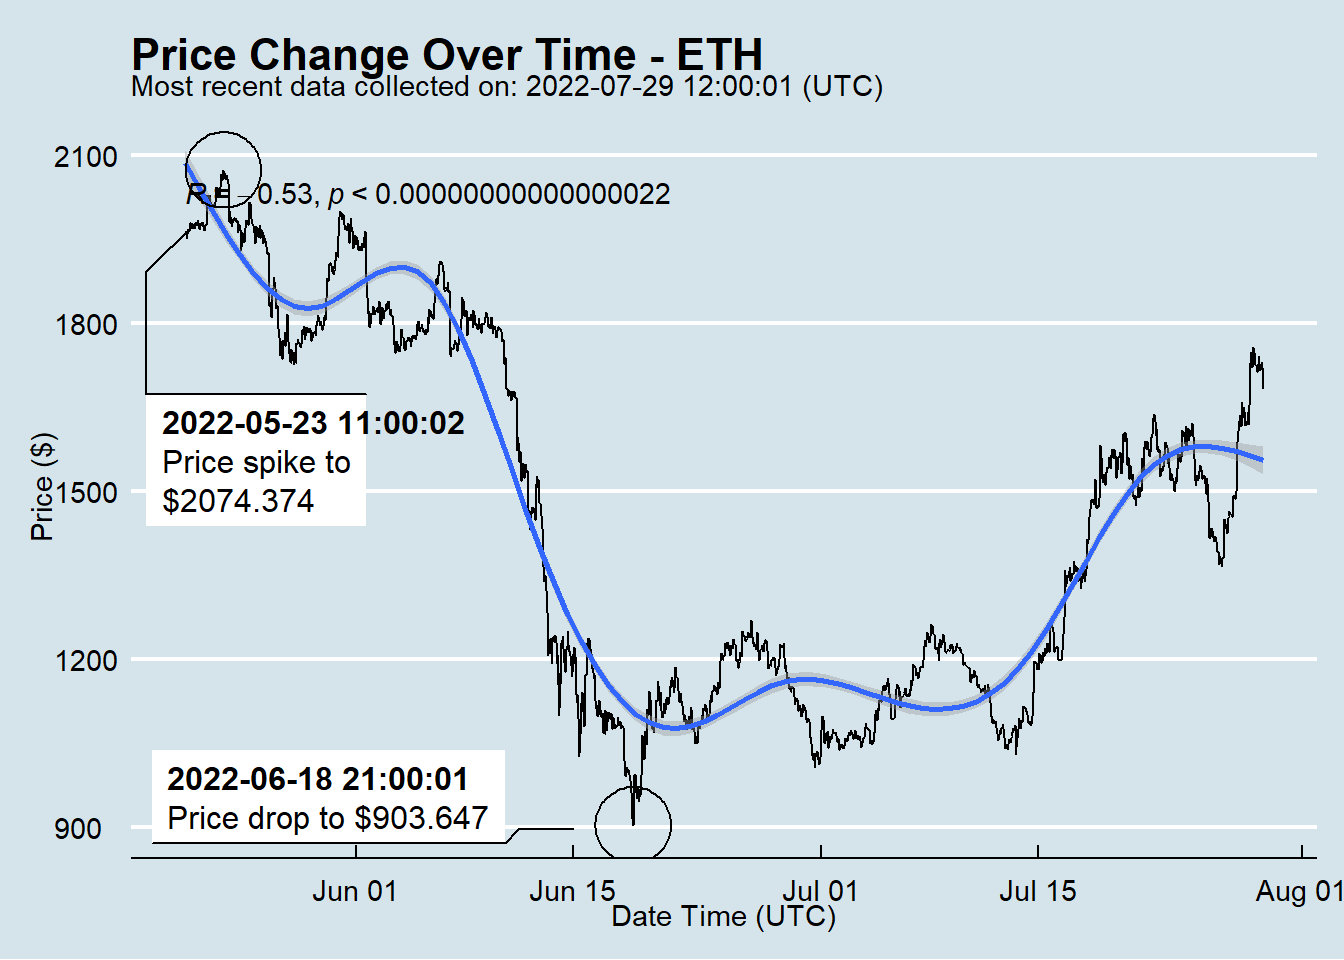 Price Change Over Time - ETH
Most recent data collected on: 2022-07-29 12:00:01 (UTC)
2100
R = −0.53, p < 0.00000000000000022
1800
2022-05-23 11:00:02
Price spike to
$2074.374
Price ($)
1500
1200
2022-06-18 21:00:01
Price drop to $903.647
900
Jun 01 Jun 15 Jul 01 Jul 15 Aug 01
Date Time (UTC)